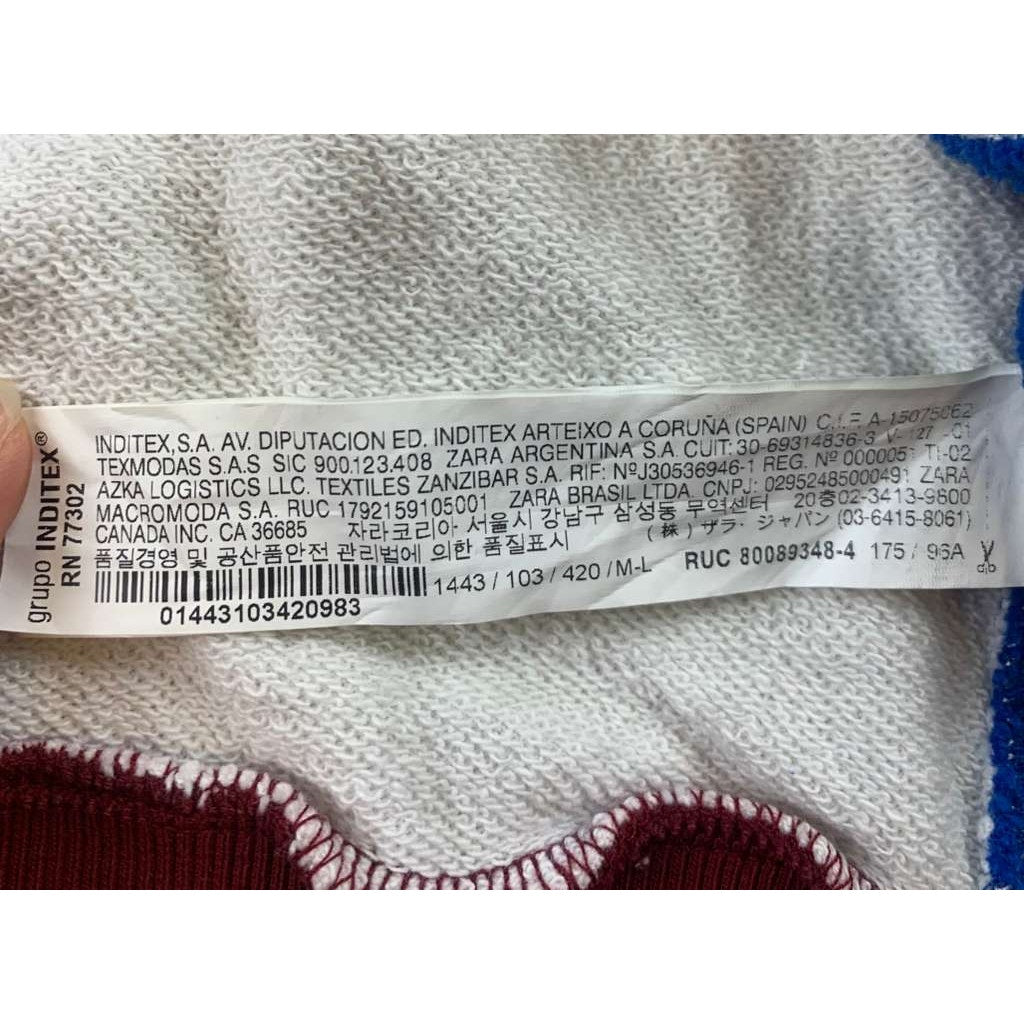 grupo INDITEX®
RN 77302
INDITEX,S.A. AV. DIPUTACION ED. INDITEX ARTEIXO A CORUÑA (SPAIN) C.I.F A-15075062
TEXMODAS S.A.S SIC 900.123.408 ZARA ARGENTINA S.A. CUIT: 30-69314836-3
AZKA LOGISTICS LLC. TEXTILES ZANZIBAR S.A. RIF: NºJ30536946-1 REG. Nº TI-02
MACROMODA S.A. RUC 1792159105001 ZARA BRASIL LTDA. CNPJ: 02952485000491 ZARA
CANADA INC. CA 36685 자라코리아 서울시 강남구 삼성동 무역센터 20층02-3413-9800
품질경영 및 공산품안전 관리법에 의한 품질표시 (株) ザラ・ジャパン (03-6415-8061)
1443 / 103 / 420 / M-L RUC 80089348-4 175 / 96A
01443103420983